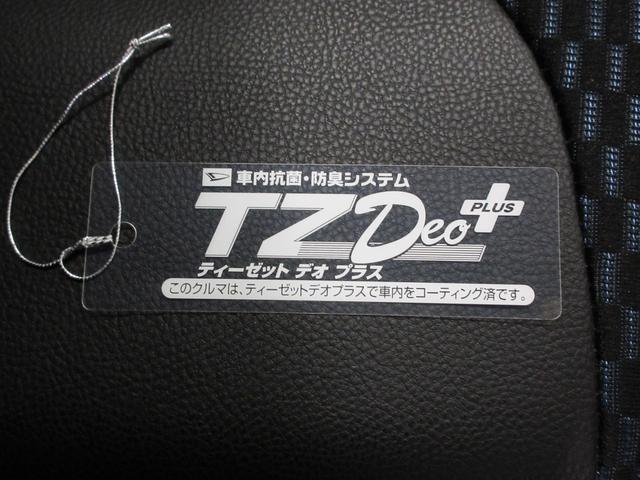 車内抗菌・防臭システム
TZ Deo PLUS
ティーゼット デオ プラス
このクルマは、ティーゼットデオプラスで車内をコーティング済です。